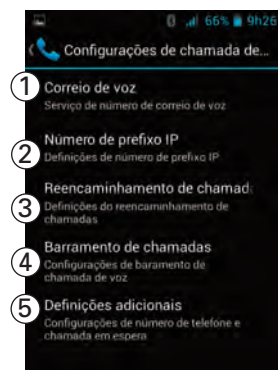 66% 9h26
Configurações de chamada de...
1 Correio de voz
Serviço de número de correio de voz
2 Número de prefixo IP
Definições de número de prefixo IP
3 Reencaminhamento de chamad
Definições do reencaminhamento de
chamadas
4 Barramento de chamadas
Configurações de baramento de
chamada de voz
5 Definições adicionais
Configurações de número de telefone e
chamada em espera